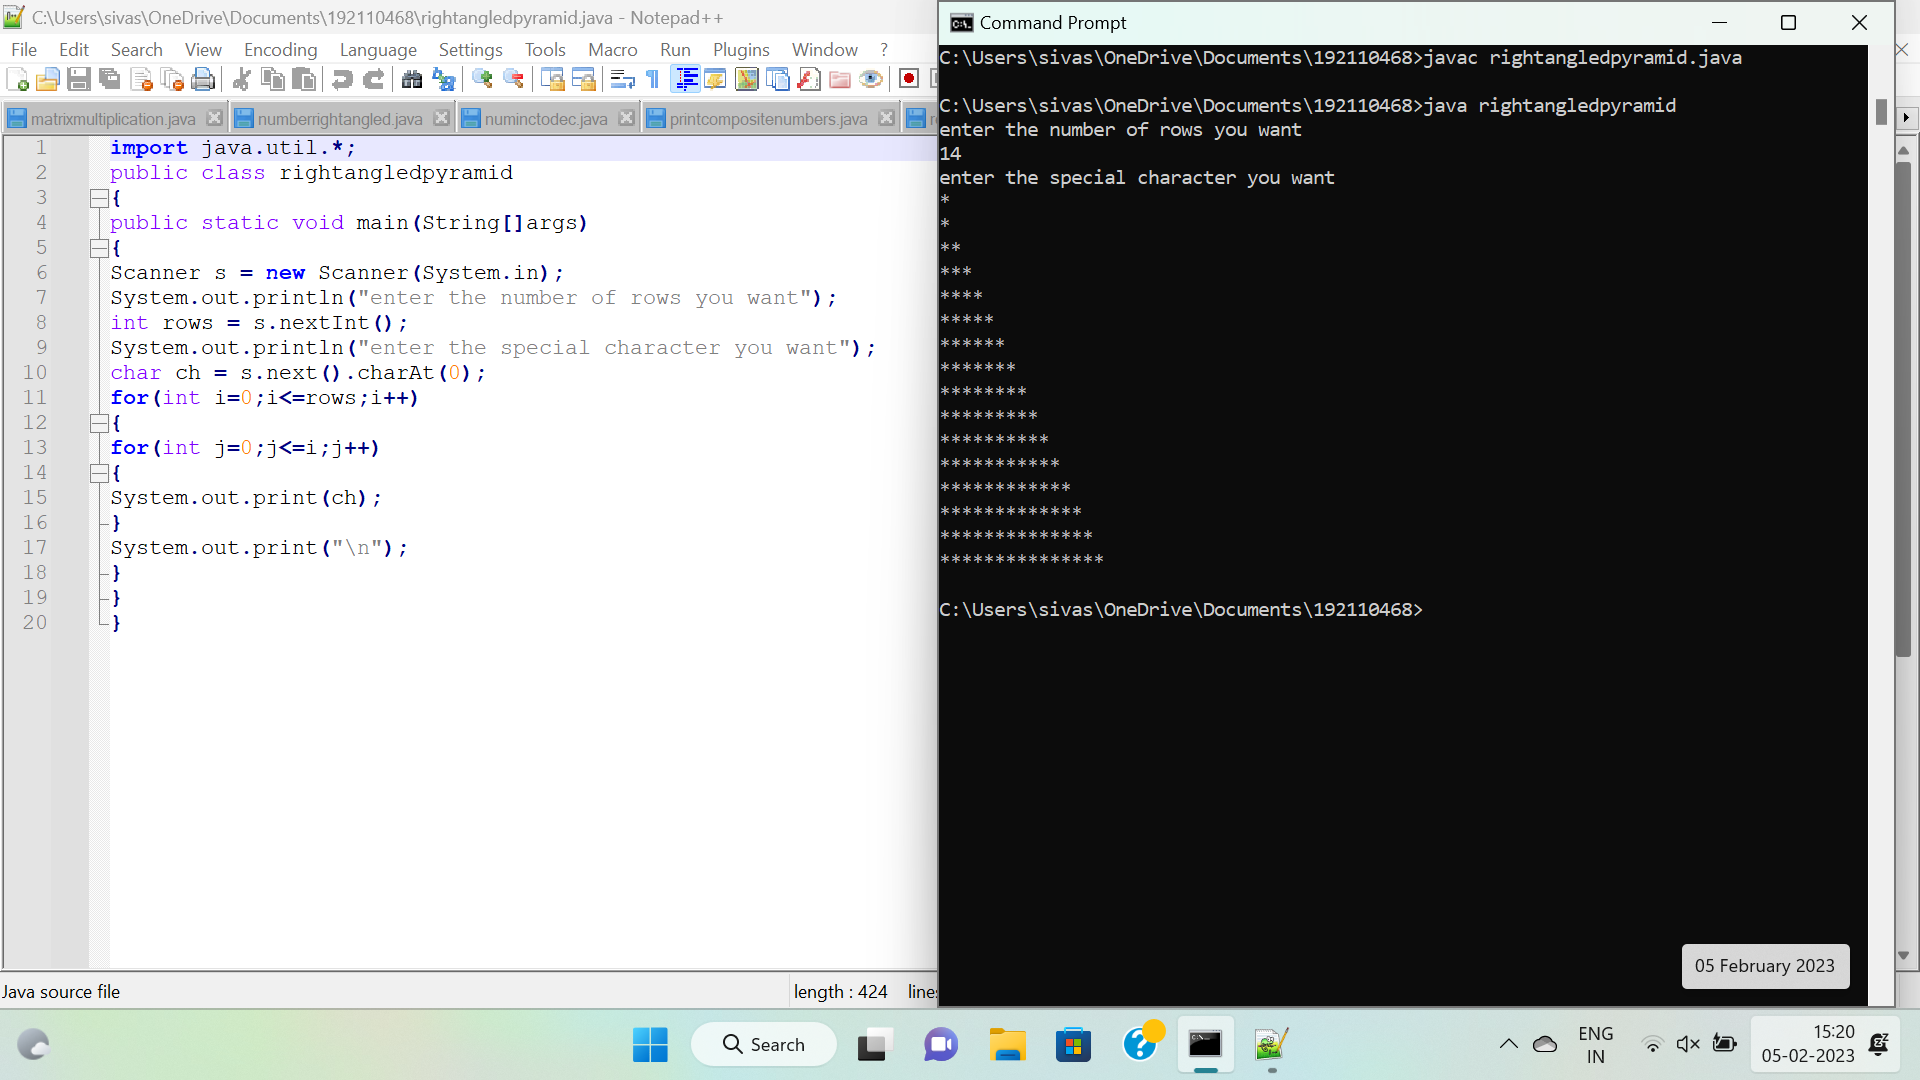 C:\Users\sivas\OneDrive\Documents\192110468\rightangledpyramid.java - Notepad++
File Edit Search View Encoding Language Settings Tools Macro Run Plugins Window ?
matrixmultiplication.java numberrightangled.java numinctodec.java printcompositenumbers.java
1 import java.util.*;
2 public class rightangledpyramid
3 {
4 public static void main(String[]args)
5 {
6 Scanner s = new Scanner(System.in);
7 System.out.println("enter the number of rows you want");
8 int rows = s.nextInt();
9 System.out.println("enter the special character you want");
10 char ch = s.next().charAt(0);
11 for(int i=0;i<=rows;i++)
12 {
13 for(int j=0;j<=i;j++)
14 {
15 System.out.print(ch);
16 }
17 System.out.print("\n");
18 }
19 }
20 }
Java source file length : 424 lines
Command Prompt
C:\Users\sivas\OneDrive\Documents\192110468>javac rightangledpyramid.java
C:\Users\sivas\OneDrive\Documents\192110468>java rightangledpyramid
enter the number of rows you want
14
enter the special character you want
*
*
**
***
****
*****
******
*******
********
*********
**********
***********
************
*************
**************
***************
C:\Users\sivas\OneDrive\Documents\192110468>
05 February 2023
Search
ENG
IN
15:20
05-02-2023